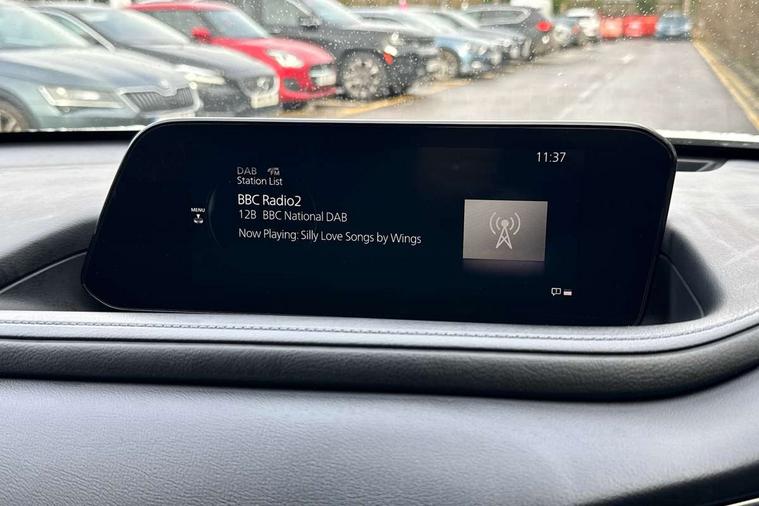 11:37
DAB FM
Station List
BBC Radio2
MENU
12B BBC National DAB
Now Playing: Silly Love Songs by Wings